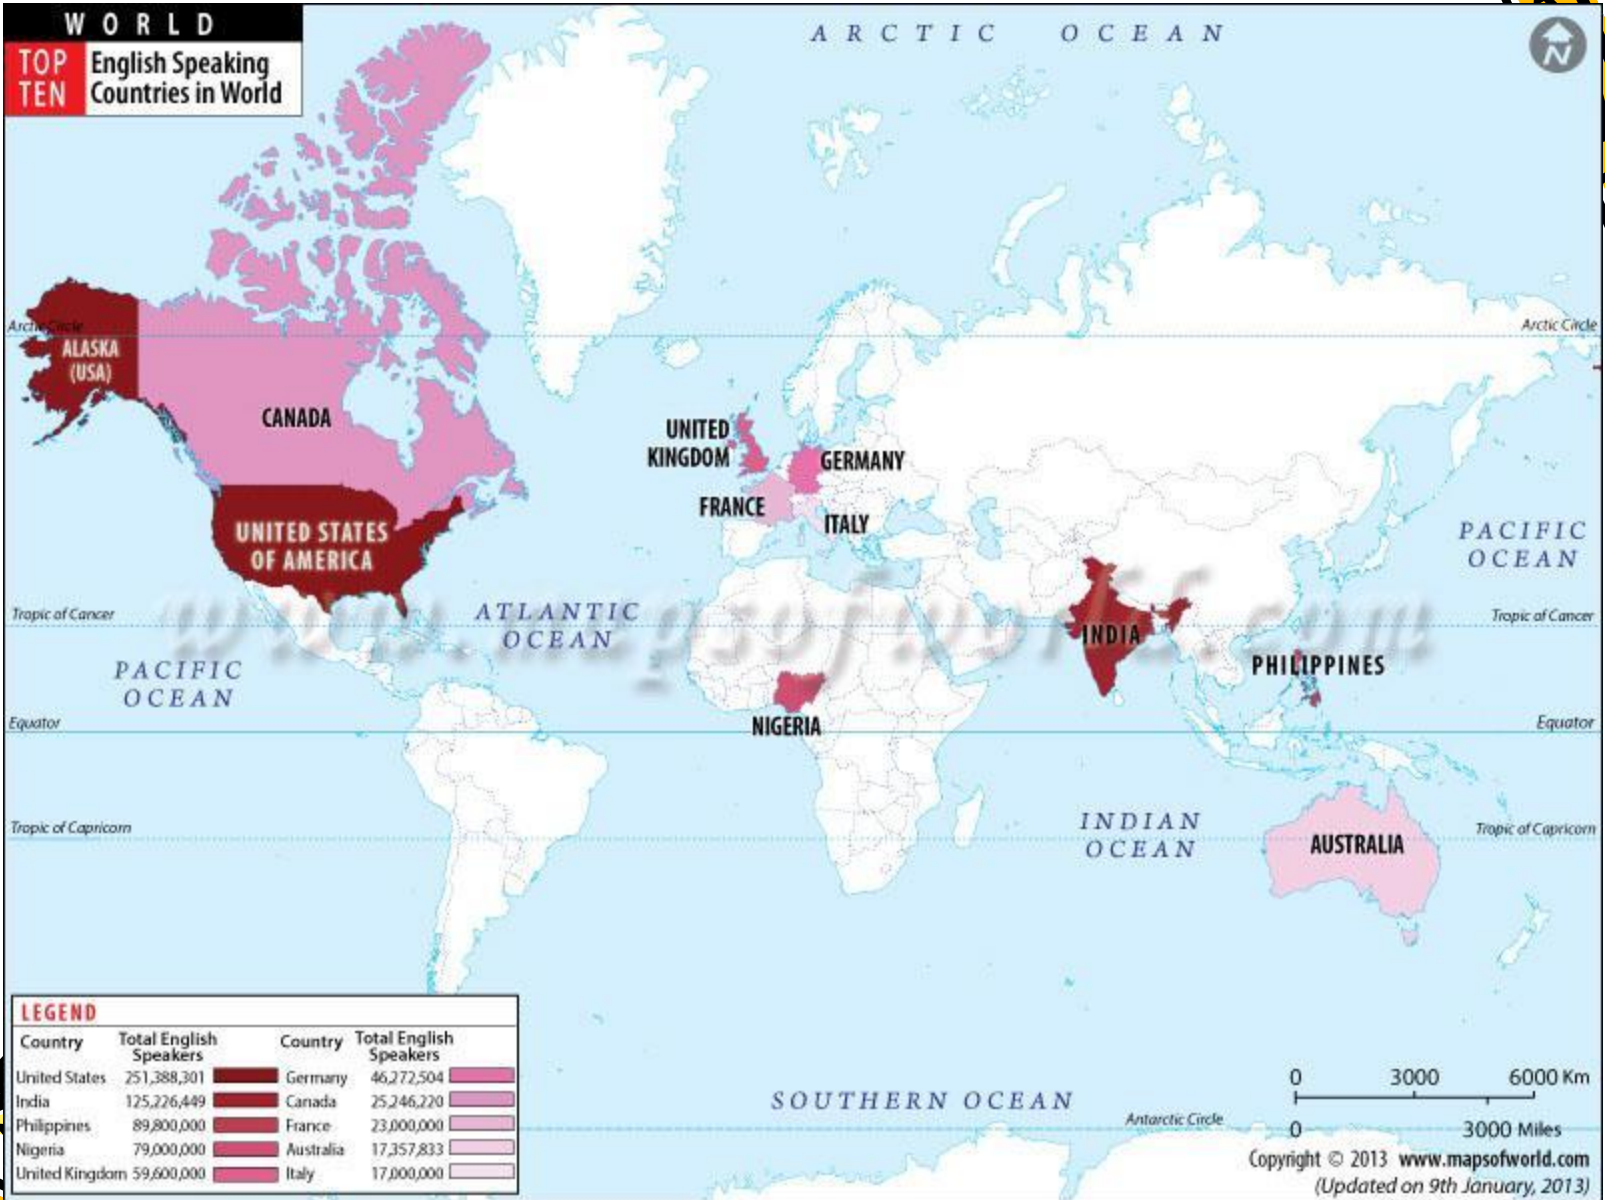 WORLD
TOP TEN
English Speaking
Countries in World
ARCTIC OCEAN
N
Arctic Circle
Arctic Circle
ALASKA
(USA)
CANADA
UNITED
KINGDOM
GERMANY
FRANCE
ITALY
UNITED STATES
OF AMERICA
PACIFIC
OCEAN
www.mapsofworld.com
Tropic of Cancer
ATLANTIC
OCEAN
Tropic of Cancer
INDIA
PHILIPPINES
PACIFIC
OCEAN
NIGERIA
Equator
Equator
INDIAN
OCEAN
Tropic of Capricorn
Tropic of Capricorn
AUSTRALIA
LEGEND
Country Total English Speakers Country Total English Speakers
United States 251,388,301 Germany 46,272,504
India 125,226,449 Canada 25,246,220
Philippines 89,800,000 France 23,000,000
Nigeria 79,000,000 Australia 17,357,833
United Kingdom 59,600,000 Italy 17,000,000
SOUTHERN OCEAN
Antarctic Circle
0 3000 6000 Km
0 3000 Miles
Copyright © 2013 www.mapsofworld.com
(Updated on 9th January, 2013)